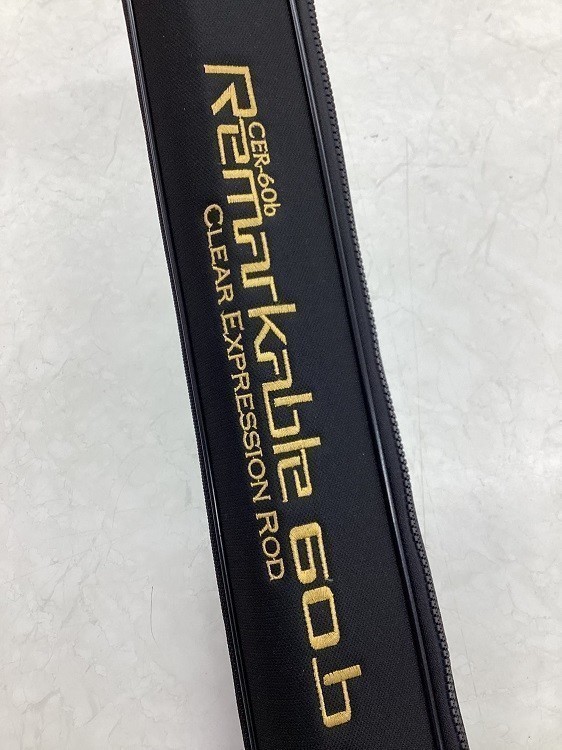 CER-60b
Remarkable 60b
CLEAR EXPRESSION ROD